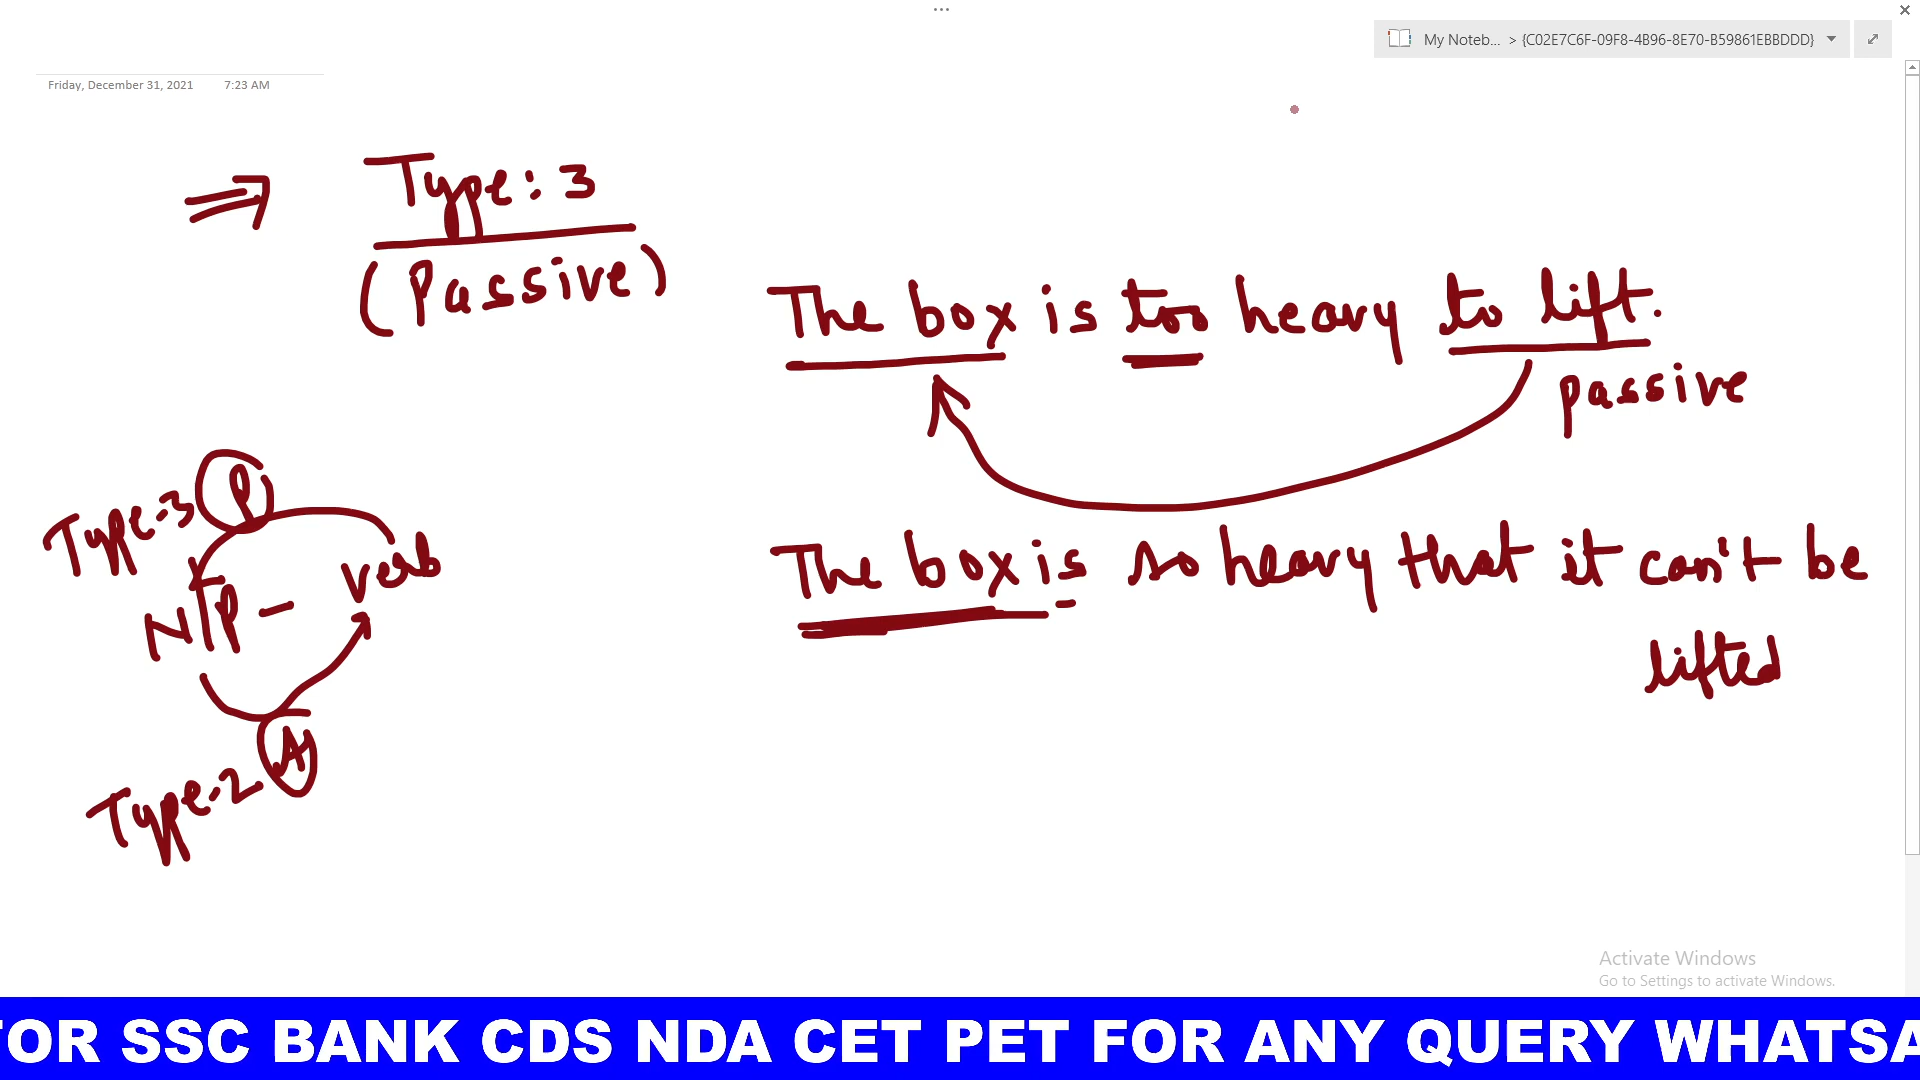 ...
My Noteb... > {C02E7C6F-09F8-4B96-8E70-B59861EBBDDD}
Friday, December 31, 2021 7:23 AM
⇒ Type: 3
(Passive)
The box is too heavy to lift.
passive
Type-3 P
N/P - verb
A
Type-2
The box is so heavy that it can't be
lifted
Activate Windows
Go to Settings to activate Windows.
FOR SSC BANK CDS NDA CET PET FOR ANY QUERY WHATSA